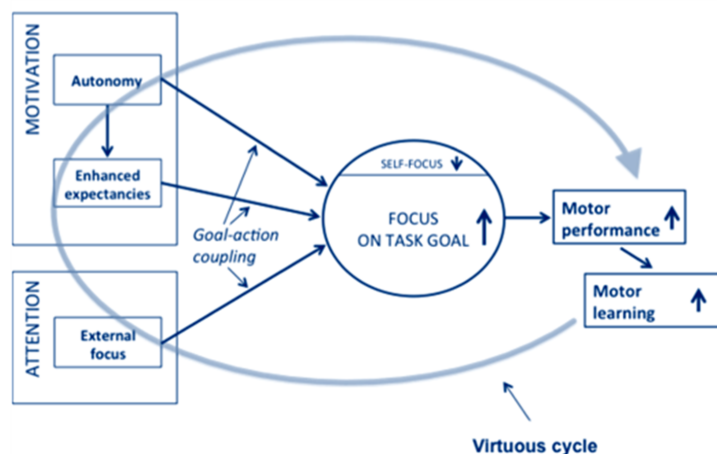 MOTIVATION
Autonomy
Enhanced
expectancies
Goal-action
coupling
SELF-FOCUS
FOCUS
ON TASK GOAL
Motor
performance
Motor
learning
ATTENTION
External
focus
Virtuous cycle